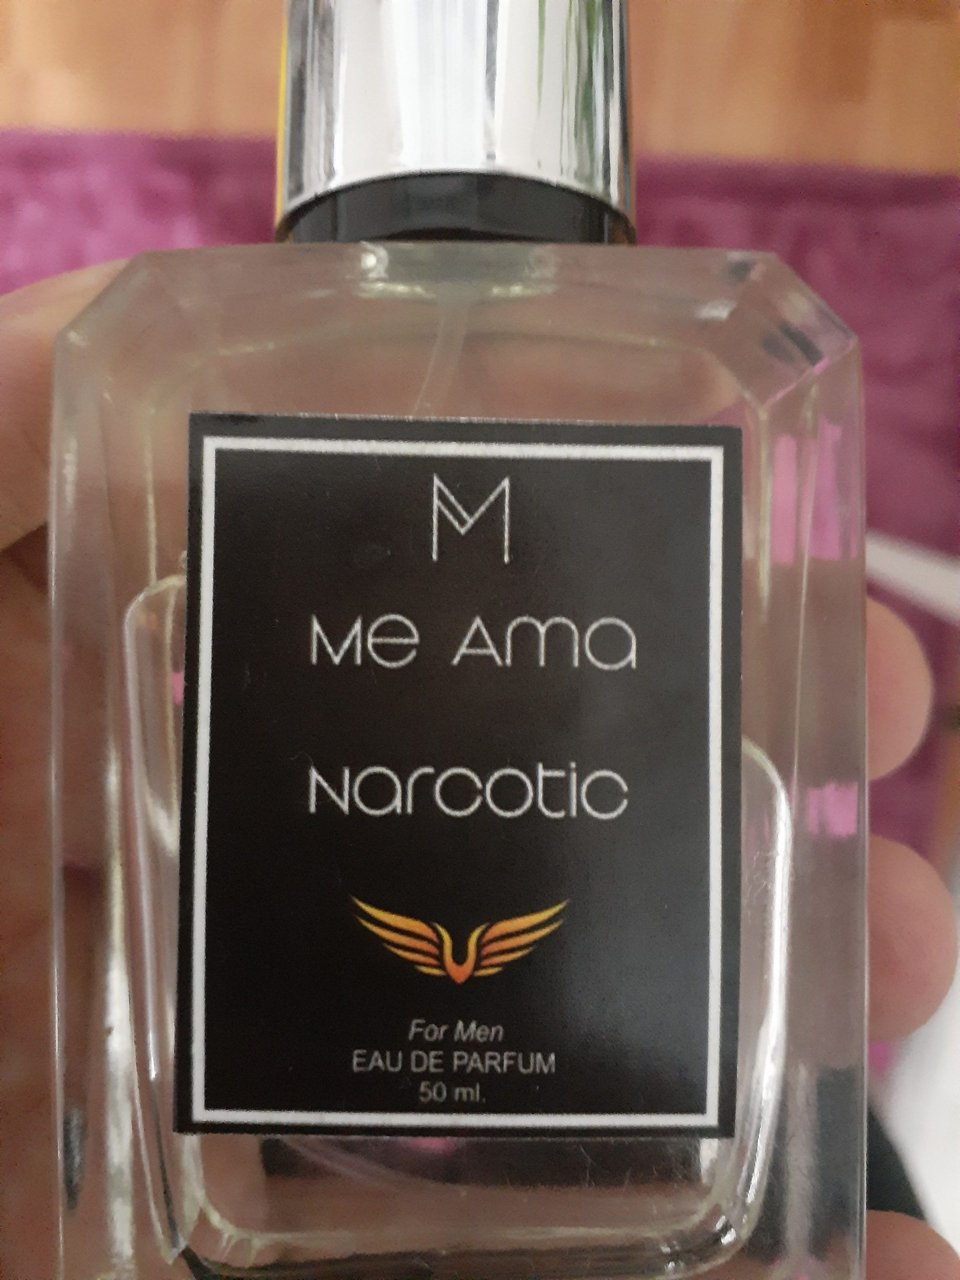 M
Me Ama
Narcotic
For Men
EAU DE PARFUM
50 ml.